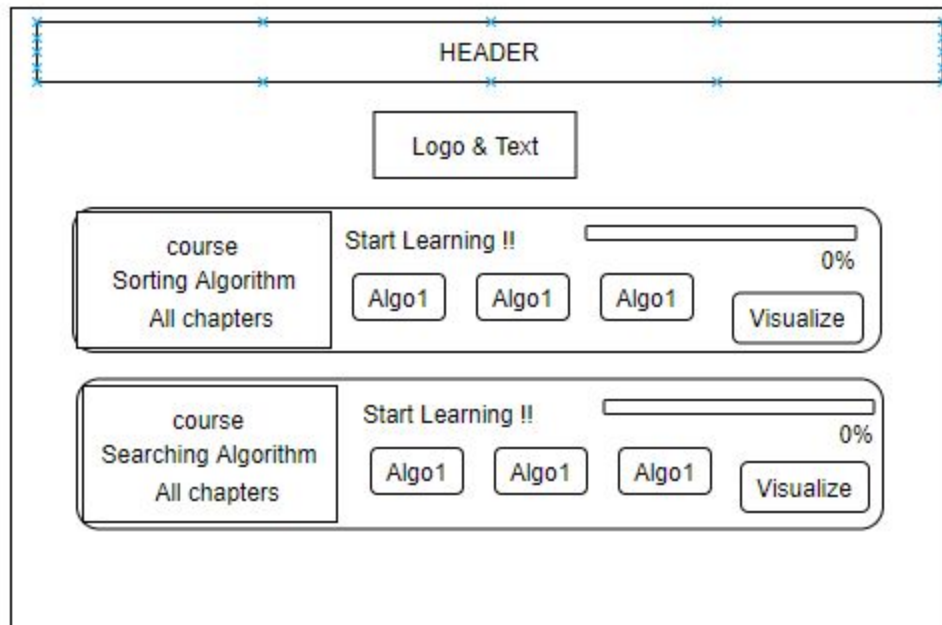 HEADER
Logo & Text
course
Sorting Algorithm
All chapters
Start Learning !!
0%
Algo1 Algo1 Algo1
Visualize
course
Searching Algorithm
All chapters
Start Learning !!
0%
Algo1 Algo1 Algo1
Visualize